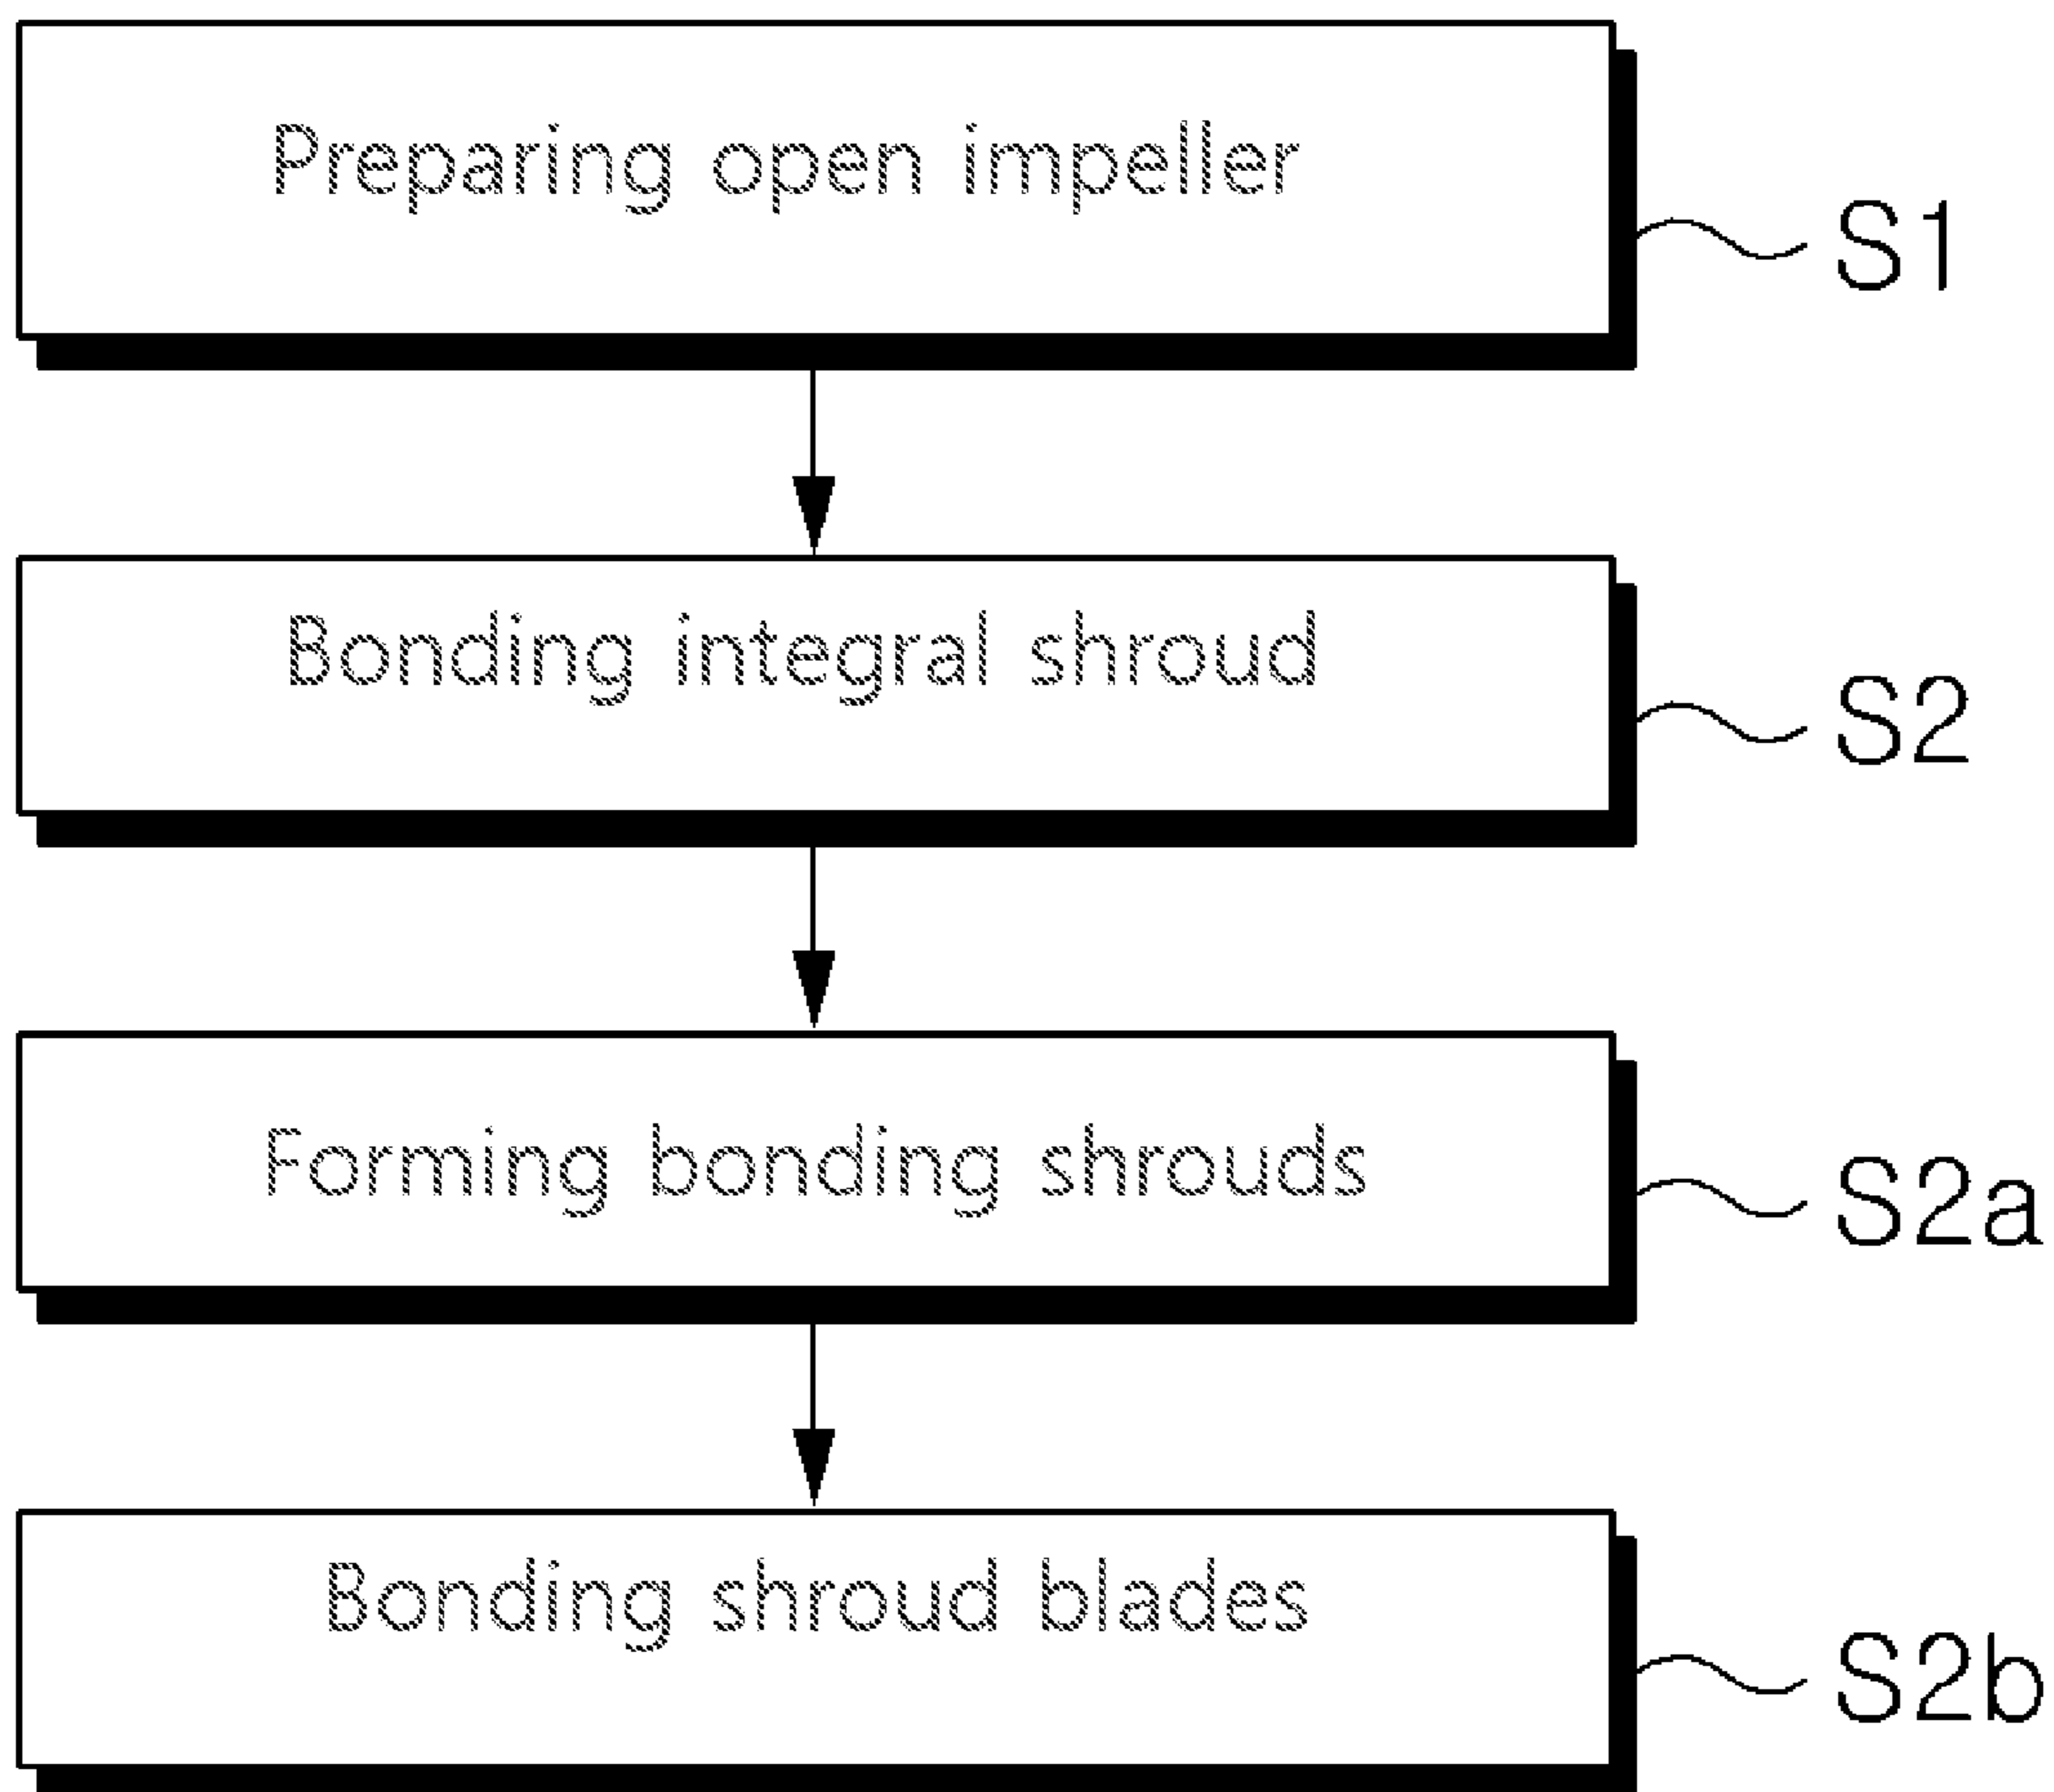 Preparing open impeller
S1
Bonding integral shroud
S2
Forming bonding shrouds
S2a
Bonding shroud blades
S2b